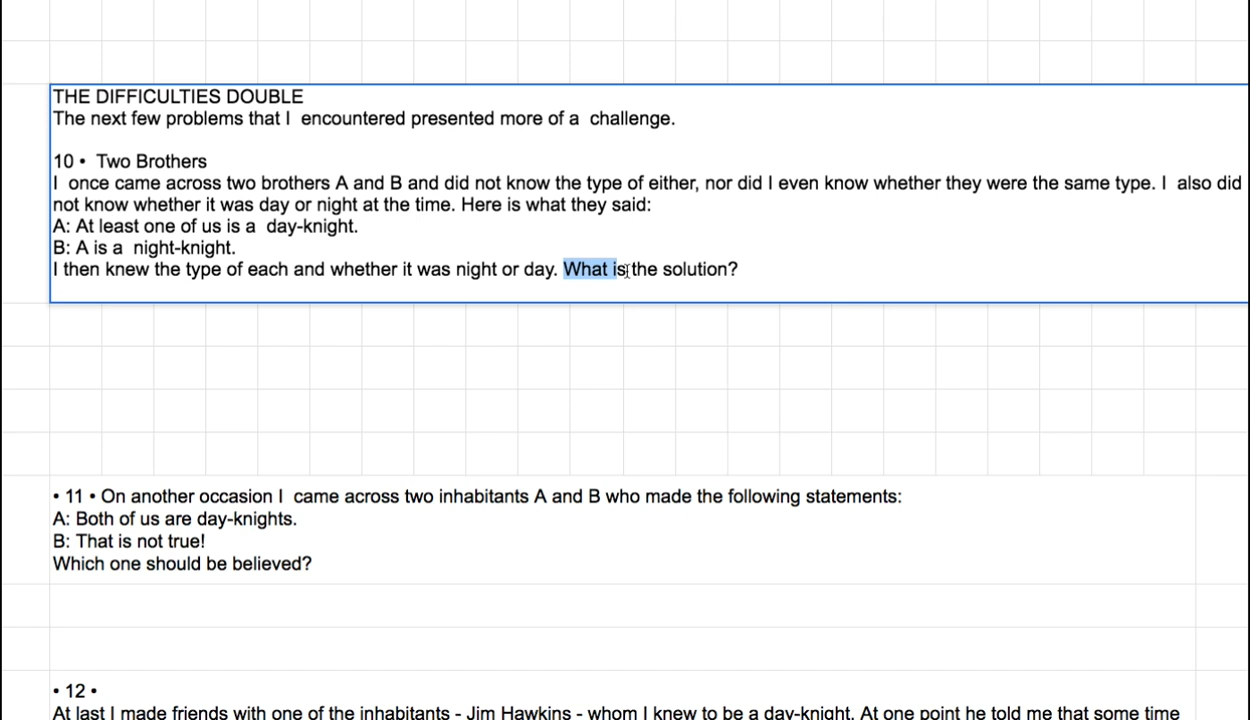 THE DIFFICULTIES DOUBLE
The next few problems that I encountered presented more of a challenge.
10 • Two Brothers
I once came across two brothers A and B and did not know the type of either, nor did I even know whether they were the same type. I also did
not know whether it was day or night at the time. Here is what they said:
A: At least one of us is a day-knight.
B: A is a night-knight.
I then knew the type of each and whether it was night or day. What is the solution?
• 11 • On another occasion I came across two inhabitants A and B who made the following statements:
A: Both of us are day-knights.
B: That is not true!
Which one should be believed?
• 12 •
At last I made friends with one of the inhabitants - Jim Hawkins - whom I knew to be a day-knight. At one point he told me that some time